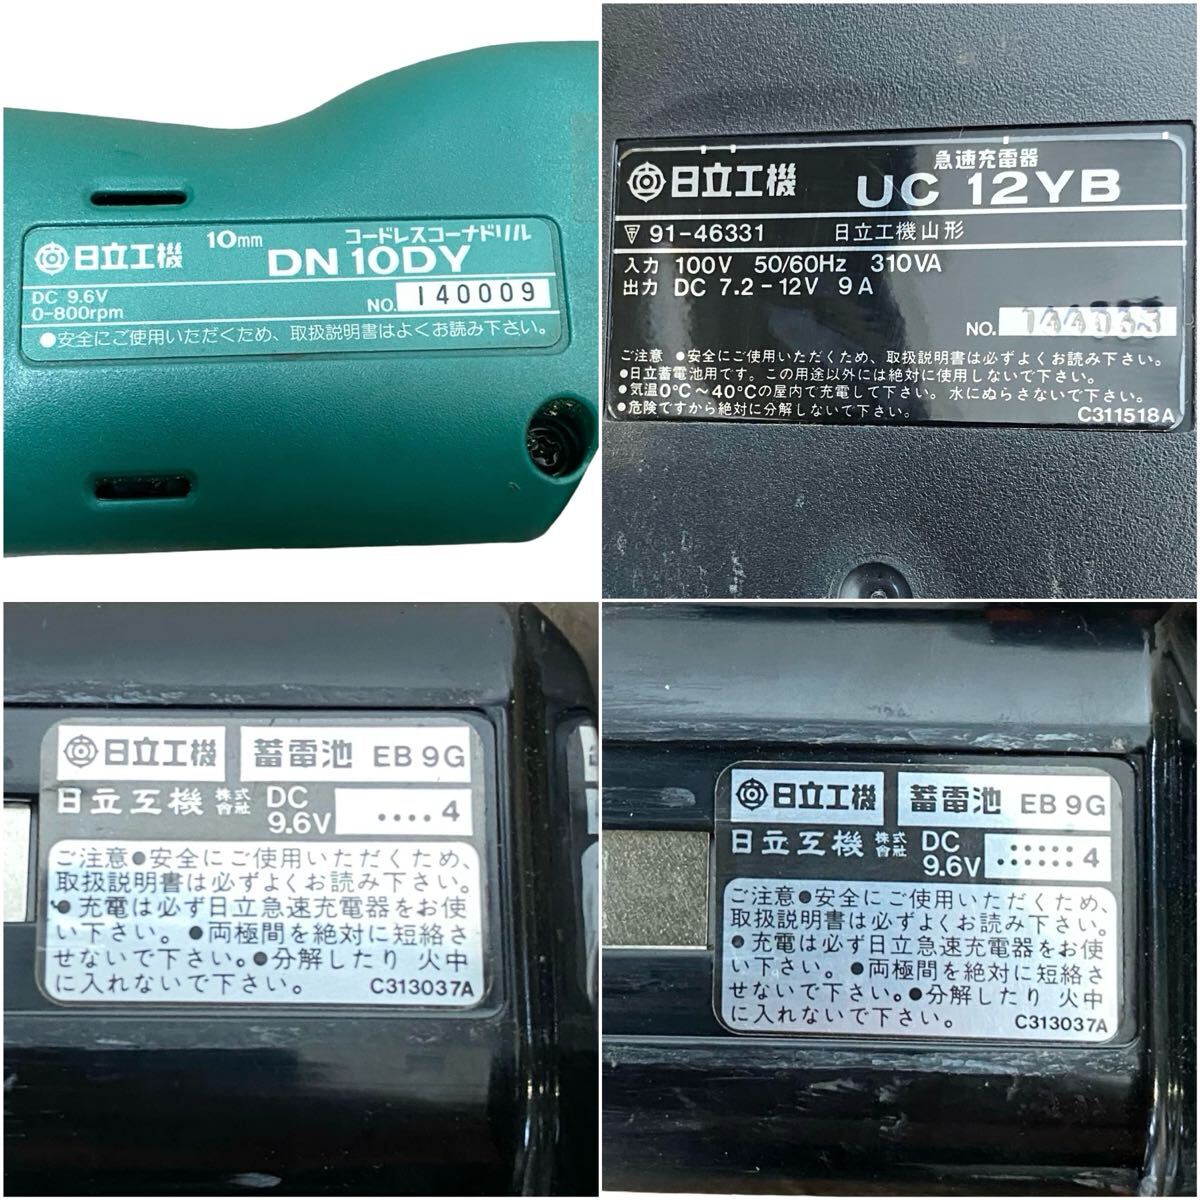 日立工機 10mm コードレスコーナドリル
DN 10DY
DC 9.6V
0-800rpm
NO. 140009
●安全にご使用いただくため、取扱説明書はよくお読み下さい。
日立工機 急速充電器
UC 12YB
91-46331 日立工機山形
入力 100V 50/60Hz 310VA
出力 DC 7.2-12V 9A
NO. 144033
ご注意 ●安全にご使用いただくため、取扱説明書は必ずよくお読み下さい。
●日立蓄電池用です。この用途以外には絶対に使用しないで下さい。
●気温0°C～40°Cの屋内で充電して下さい。水にぬらさないで下さい。
●危険ですから絶対に分解しないで下さい。
C311518A
日立工機 蓄電池 EB 9G
日立工機 株式会社 DC 9.6V ････4
ご注意●安全にご使用いただくため、
取扱説明書は必ずよくお読み下さい。
●充電は必ず日立急速充電器をお使
い下さい。●両極間を絶対に短絡さ
せないで下さい。●分解したり 火中
に入れないで下さい。 C313037A
日立工機 蓄電池 EB 9G
日立工機 株式会社 DC 9.6V ::::::4
ご注意●安全にご使用いただくため、
取扱説明書は必ずよくお読み下さい。
●充電は必ず日立急速充電器をお使
い下さい。●両極間を絶対に短絡さ
せないで下さい。●分解したり 火中
に入れないで下さい。 C313037A